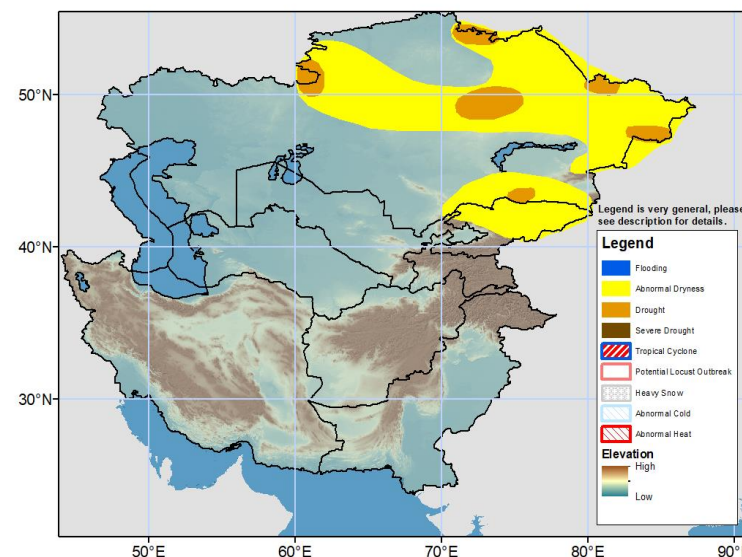 50°N
40°N
30°N
50°E
60°E
70°E
80°E
90°
Legend is very general, please
see description for details.
Legend
Flooding
Abnormal Dryness
Drought
Severe Drought
Tropical Cyclone
Potential Locust Outbreak
Heavy Snow
Abnormal Cold
Abnormal Heat
Elevation
High
Low